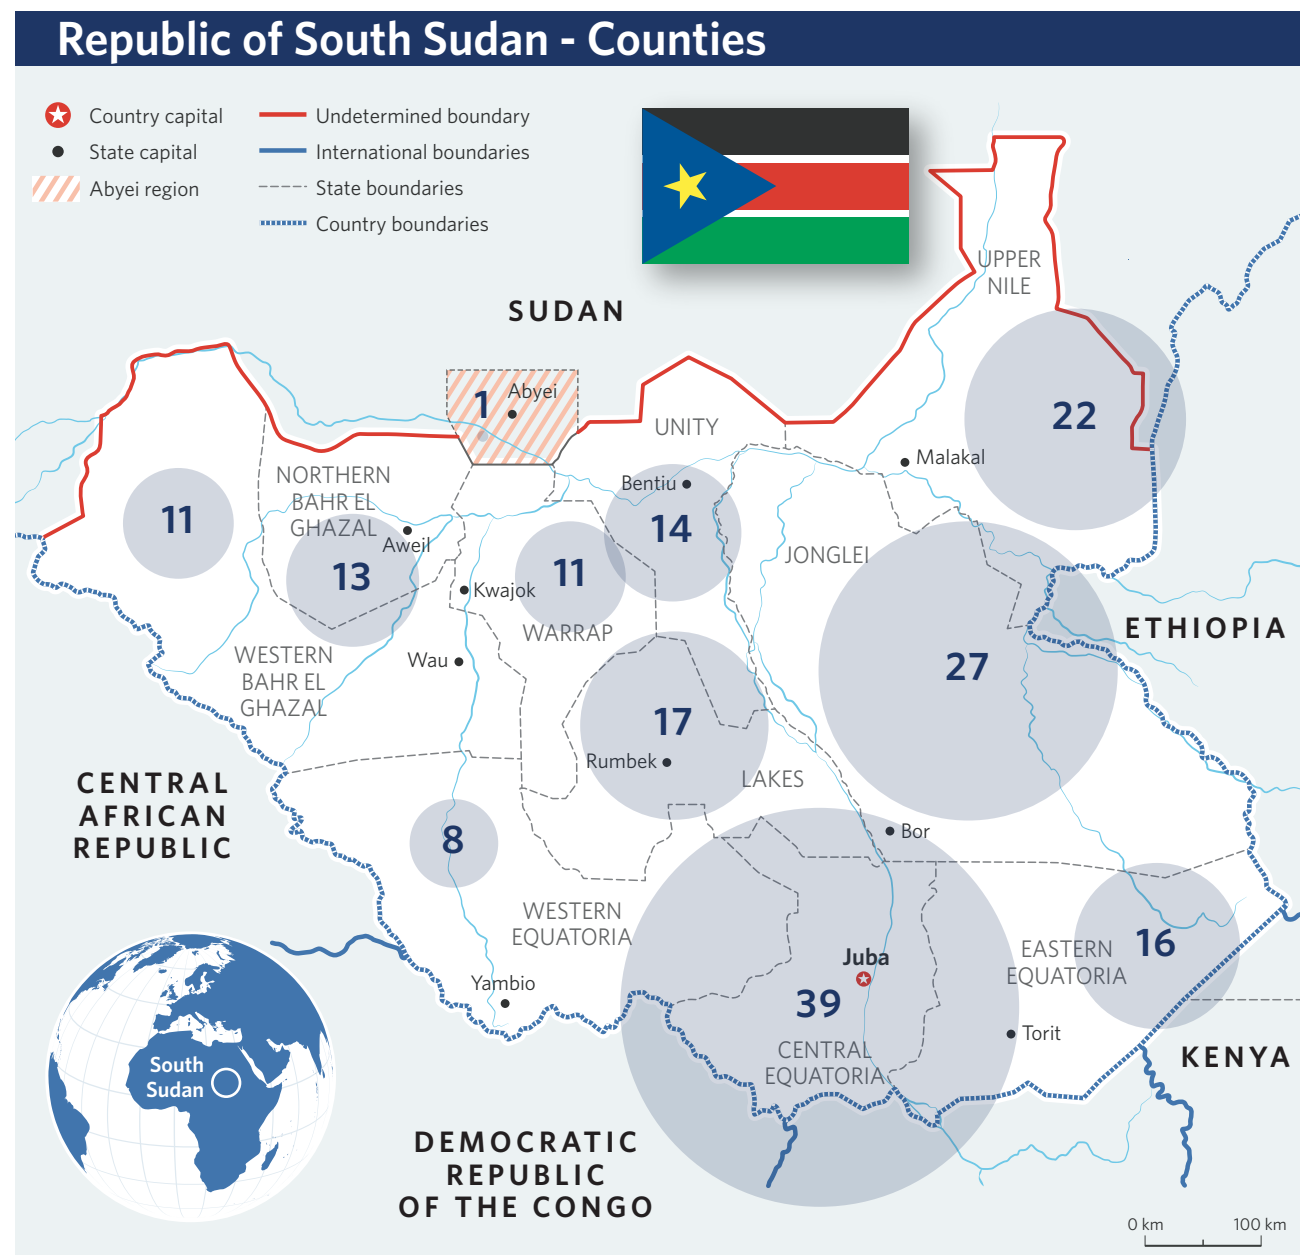 Republic of South Sudan - Counties
Country capital
State capital
Abyei region
Undetermined boundary
International boundaries
State boundaries
Country boundaries
SUDAN
UPPER
NILE
1
Abyei
UNITY
22
Malakal
NORTHERN
BAHR EL
GHAZAL
Bentiu
11
14
Aweil
JONGLEI
13
11
Kwajok
WARRAP
ETHIOPIA
WESTERN
BAHR EL
GHAZAL
Wau
27
17
Rumbek
LAKES
CENTRAL
AFRICAN
REPUBLIC
8
Bor
WESTERN
EQUATORIA
EASTERN
EQUATORIA
16
Juba
Yambio
39
Torit
CENTRAL
EQUATORIA
KENYA
South
Sudan
DEMOCRATIC
REPUBLIC
OF THE CONGO
0 km
100 km